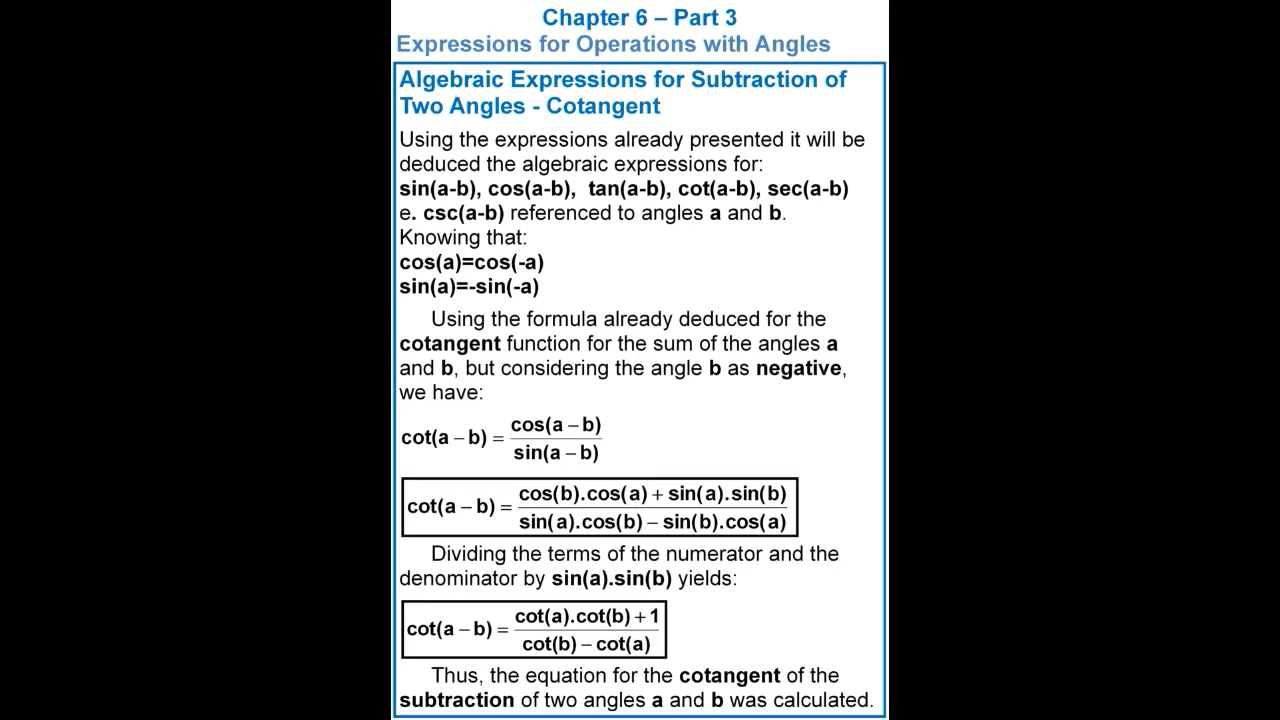 Chapter 6 – Part 3
Expressions for Operations with Angles
Algebraic Expressions for Subtraction of
Two Angles - Cotangent
Using the expressions already presented it will be
deduced the algebraic expressions for:
sin(a-b), cos(a-b), tan(a-b), cot(a-b), sec(a-b)
e. csc(a-b) referenced to angles a and b.
Knowing that:
cos(a)=cos(-a)
sin(a)=-sin(-a)
Using the formula already deduced for the
cotangent function for the sum of the angles a
and b, but considering the angle b as negative,
we have:
cot(a – b) = cos(a – b) / sin(a – b)
cot(a – b) = cos(b).cos(a) + sin(a).sin(b) / sin(a).cos(b) – sin(b).cos(a)
Dividing the terms of the numerator and the
denominator by sin(a).sin(b) yields:
cot(a – b) = cot(a).cot(b) + 1 / cot(b) – cot(a)
Thus, the equation for the cotangent of the
subtraction of two angles a and b was calculated.